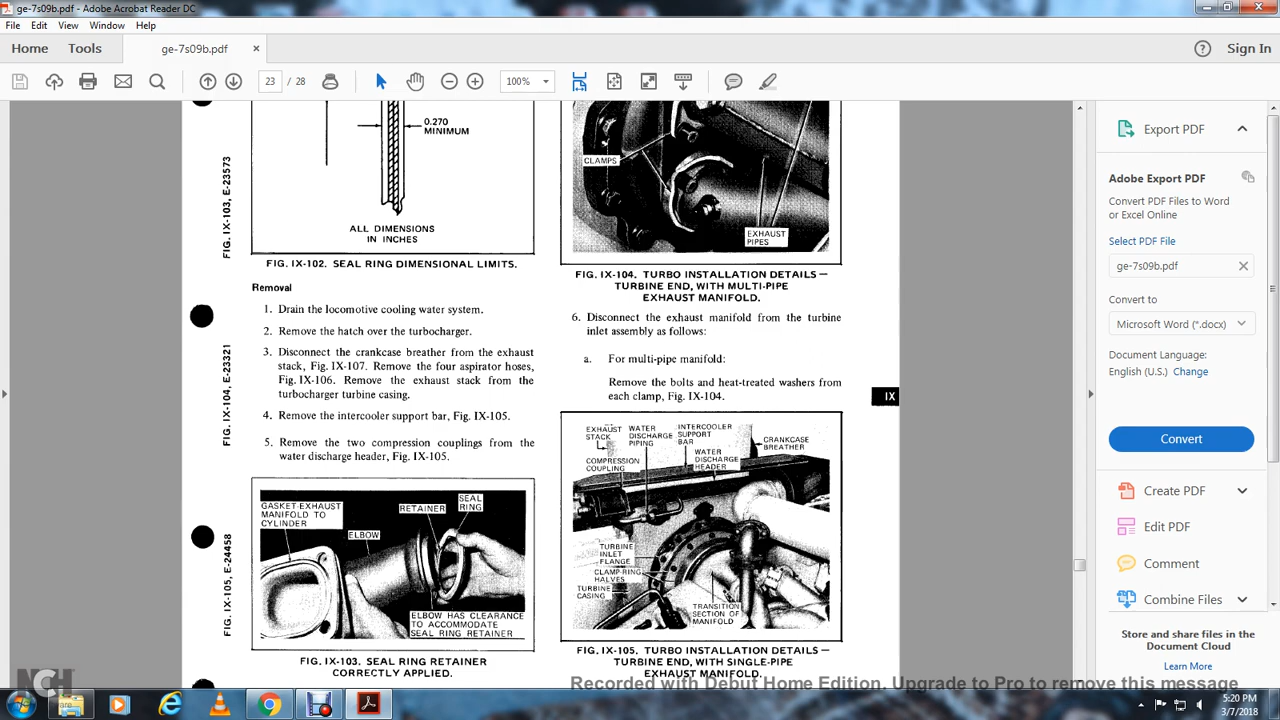 ge-7s09b.pdf - Adobe Acrobat Reader DC
File Edit View Window Help
Home Tools ge-7s09b.pdf × Sign In
23 / 28 100%
0.270
MINIMUM
ALL DIMENSIONS
IN INCHES
FIG. IX-102. SEAL RING DIMENSIONAL LIMITS.
FIG. IX-103, E-23573
Removal
1. Drain the locomotive cooling water system.
2. Remove the hatch over the turbocharger.
3. Disconnect the crankcase breather from the exhaust
stack, Fig. IX-107. Remove the four aspirator hoses,
Fig. IX-106. Remove the exhaust stack from the
turbocharger turbine casing.
4. Remove the intercooler support bar, Fig. IX-105.
5. Remove the two compression couplings from the
water discharge header, Fig. IX-105.
FIG. IX-104, E-23321
GASKET-EXHAUST
MANIFOLD TO
CYLINDER
ELBOW
RETAINER
SEAL
RING
ELBOW HAS CLEARANCE
TO ACCOMMODATE
SEAL RING RETAINER
FIG. IX-105, E-24458
FIG. IX-103. SEAL RING RETAINER
CORRECTLY APPLIED.
CLAMPS
EXHAUST
PIPES
FIG. IX-104. TURBO INSTALLATION DETAILS —
TURBINE END, WITH MULTI-PIPE
EXHAUST MANIFOLD.
6. Disconnect the exhaust manifold from the turbine
inlet assembly as follows:
a. For multi-pipe manifold:
Remove the bolts and heat-treated washers from
each clamp, Fig. IX-104.
IX
EXHAUST
STACK
WATER
DISCHARGE
PIPING
INTERCOOLER
SUPPORT
BAR
CRANKCASE
BREATHER
COMPRESSION
COUPLING
WATER
DISCHARGE
HEADER
TURBINE
INLET
FLANGE
CLAMP-RING
HALVES
TURBINE
CASING
TRANSITION
SECTION OF
MANIFOLD
FIG. IX-105. TURBO INSTALLATION DETAILS —
TURBINE END, WITH SINGLE-PIPE
EXHAUST MANIFOLD.
Export PDF
Adobe Export PDF
Convert PDF Files to Word
or Excel Online
Select PDF File
ge-7s09b.pdf
Convert to
Microsoft Word (*.docx)
Document Language:
English (U.S.) Change
Convert
Create PDF
Edit PDF
Comment
Combine Files
Store and share files in the
Document Cloud
Learn More
NCH
Recorded with Debut Home Edition. Upgrade to Pro to remove this message
5:20 PM
3/7/2018